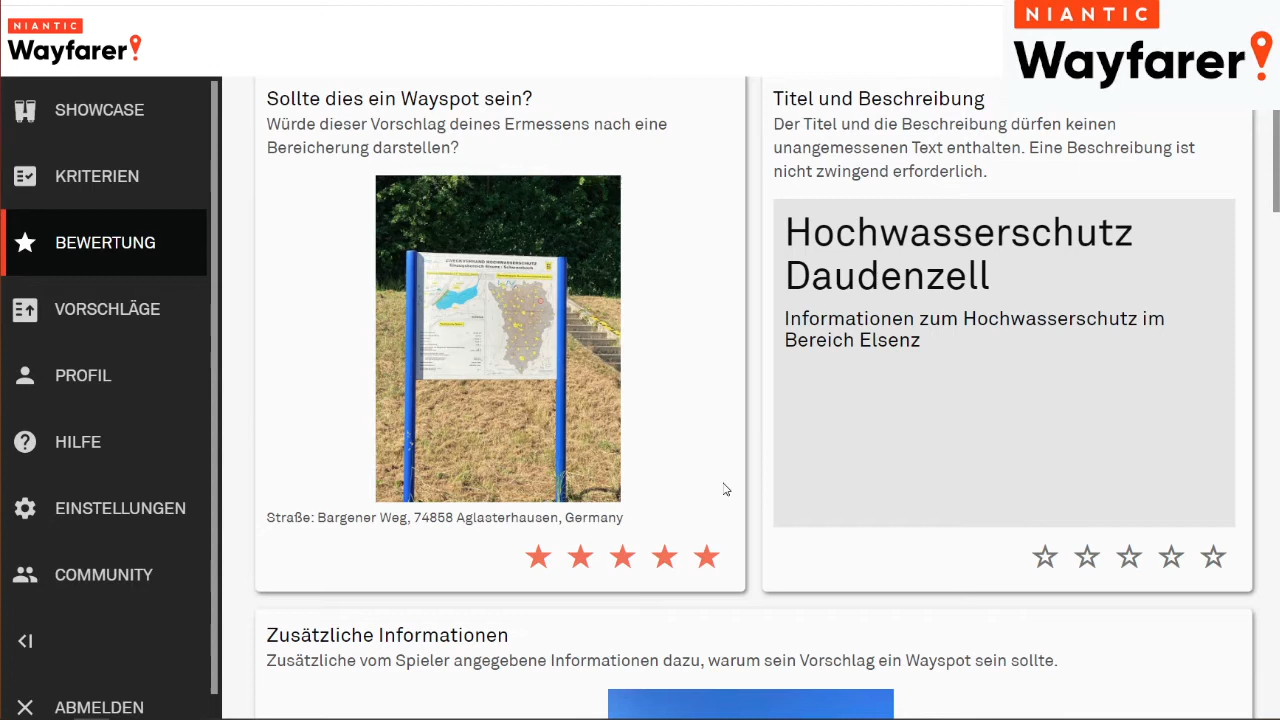 NIANTIC
Wayfarer
NIANTIC
Wayfarer
SHOWCASE
KRITERIEN
BEWERTUNG
VORSCHLÄGE
PROFIL
HILFE
EINSTELLUNGEN
COMMUNITY
ABMELDEN
Sollte dies ein Wayspot sein?
Würde dieser Vorschlag deines Ermessens nach eine
Bereicherung darstellen?
ZWECKVERBAND HOCHWASSERSCHUTZ
Straße: Bargener Weg, 74858 Aglasterhausen, Germany
Titel und Beschreibung
Der Titel und die Beschreibung dürfen keinen
unangemessenen Text enthalten. Eine Beschreibung ist
nicht zwingend erforderlich.
Hochwasserschutz
Daudenzell
Informationen zum Hochwasserschutz im
Bereich Elsenz
Zusätzliche Informationen
Zusätzliche vom Spieler angegebene Informationen dazu, warum sein Vorschlag ein Wayspot sein sollte.